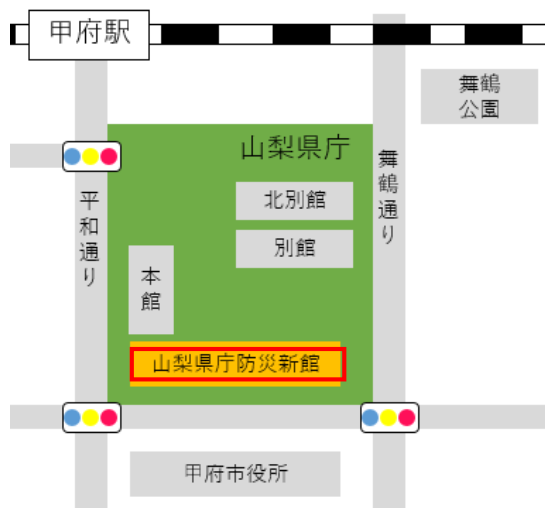 甲府駅
舞鶴
公園
山梨県庁
北別館
別館
舞鶴通り
平和通り
本館
山梨県庁防災新館
甲府市役所